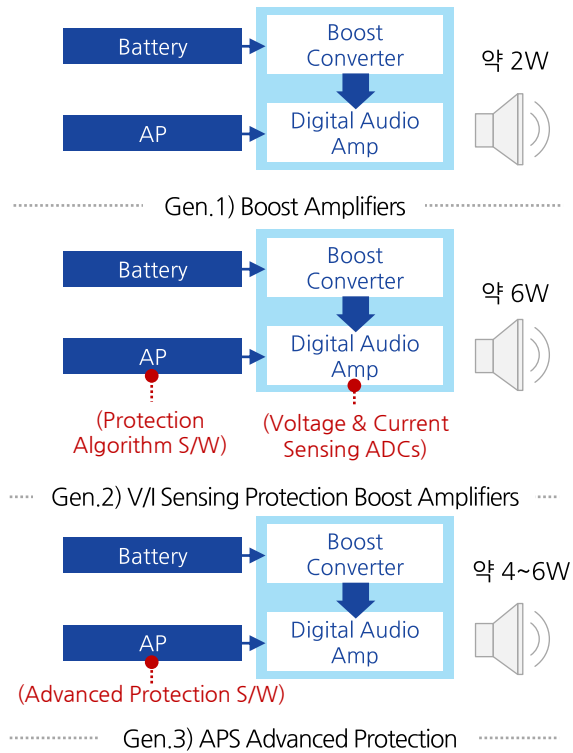 Battery
Boost
Converter
약 2W
AP
Digital Audio
Amp
Gen.1) Boost Amplifiers
Battery
Boost
Converter
약 6W
AP
Digital Audio
Amp
(Protection
Algorithm S/W)
(Voltage & Current
Sensing ADCs)
Gen.2) V/I Sensing Protection Boost Amplifiers
Battery
Boost
Converter
약 4~6W
AP
Digital Audio
Amp
(Advanced Protection S/W)
Gen.3) APS Advanced Protection